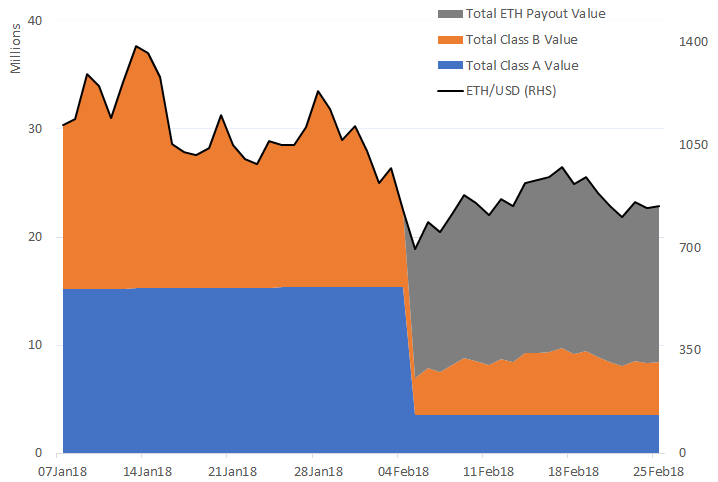 Millions
40
30
20
10
0
Total ETH Payout Value
Total Class B Value
Total Class A Value
ETH/USD (RHS)
1400
1050
700
350
0
07Jan18 14Jan18 21Jan18 28Jan18 04Feb18 11Feb18 18Feb18 25Feb18